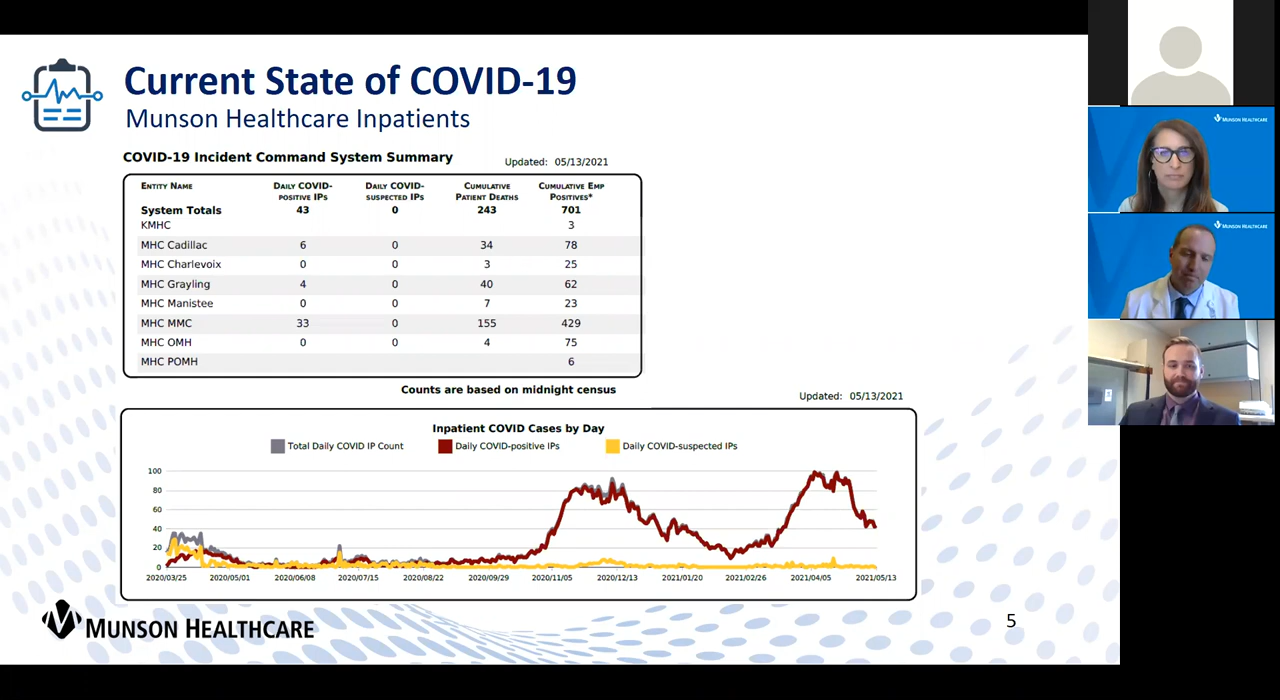 Current State of COVID-19
Munson Healthcare Inpatients
COVID-19 Incident Command System Summary
Updated: 05/13/2021
ENTITY NAME DAILY COVID-POSITIVE IPS DAILY COVID-SUSPECTED IPS CUMULATIVE PATIENT DEATHS CUMULATIVE EMP POSITIVES*
System Totals 43 0 243 701
KMHC 3
MHC Cadillac 6 0 34 78
MHC Charlevoix 0 0 3 25
MHC Grayling 4 0 40 62
MHC Manistee 0 0 7 23
MHC MMC 33 0 155 429
MHC OMH 0 0 4 75
MHC POMH 6
Counts are based on midnight census
Updated: 05/13/2021
Inpatient COVID Cases by Day
Total Daily COVID IP Count Daily COVID-positive IPs Daily COVID-suspected IPs
100
80
60
40
20
0
2020/03/25 2020/05/01 2020/06/08 2020/07/15 2020/08/22 2020/09/29 2020/11/05 2020/12/13 2021/01/20 2021/02/26 2021/04/05 2021/05/13
MUNSON HEALTHCARE
5
MUNSON HEALTHCARE
MUNSON HEALTHCARE